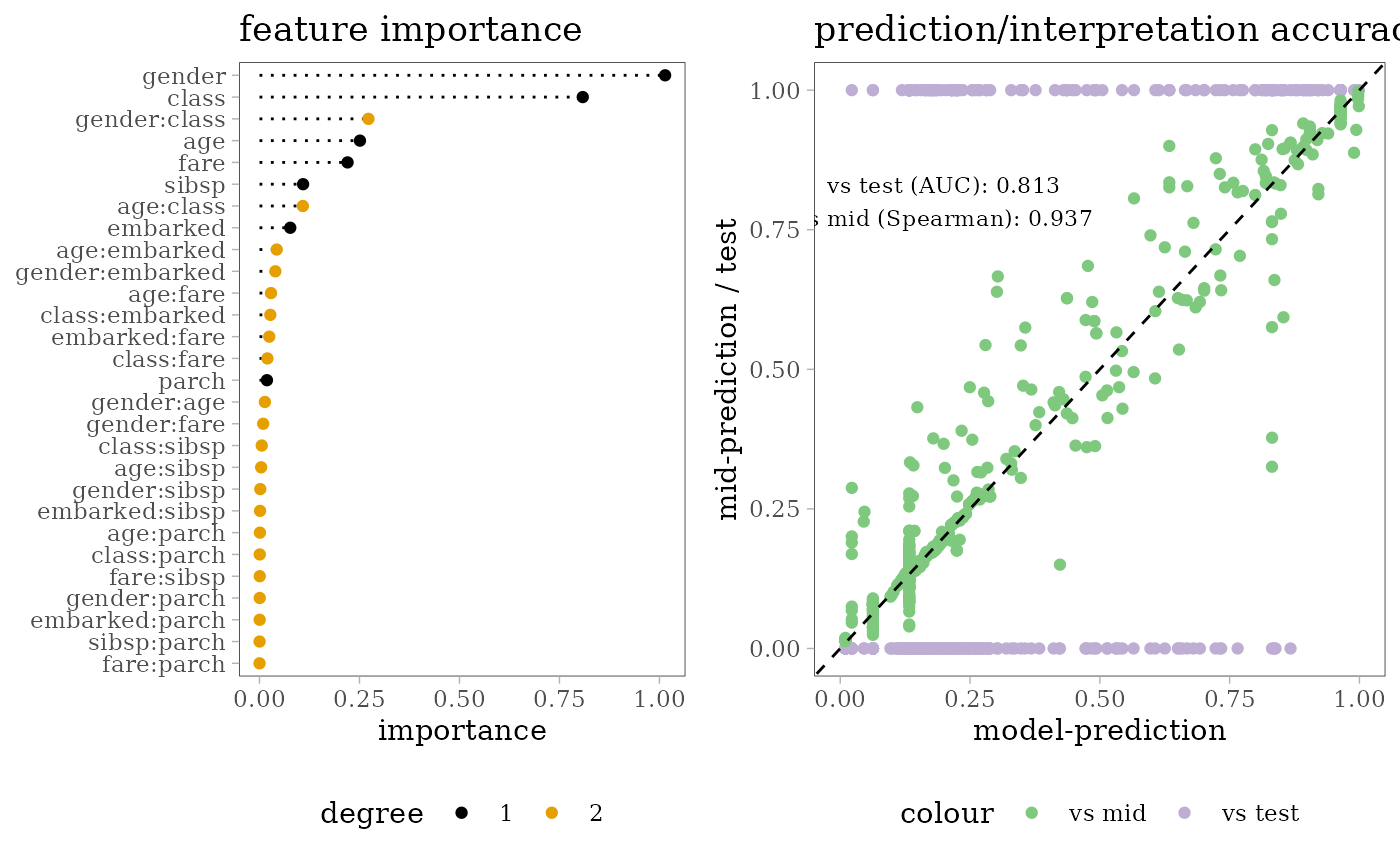 feature importance
gender
class
gender:class
age
fare
sibsp
age:class
embarked
age:embarked
gender:embarked
age:fare
class:embarked
embarked:fare
class:fare
parch
gender:age
gender:fare
class:sibsp
age:sibsp
gender:sibsp
embarked:sibsp
age:parch
class:parch
fare:sibsp
gender:parch
embarked:parch
sibsp:parch
fare:parch
0.00 0.25 0.50 0.75 1.00
importance
degree 1 2
prediction/interpretation accurac
mid-prediction / test
1.00
0.75
0.50
0.25
0.00
vs test (AUC): 0.813
s mid (Spearman): 0.937
0.00 0.25 0.50 0.75 1.00
model-prediction
colour vs mid vs test